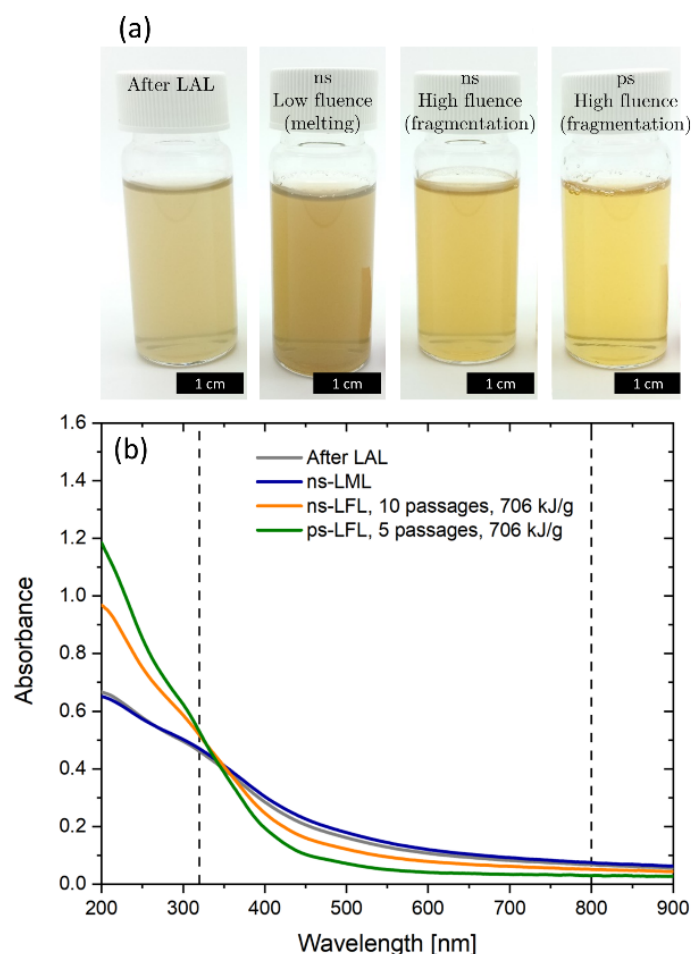 (a)
After LAL
ns
Low fluence
(melting)
ns
High fluence
(fragmentation)
ps
High fluence
(fragmentation)
1 cm
1 cm
1 cm
1 cm
(b)
After LAL
ns-LML
ns-LFL, 10 passages, 706 kJ/g
ps-LFL, 5 passages, 706 kJ/g
Absorbance
1.6
1.4
1.2
1.0
0.8
0.6
0.4
0.2
0.0
200 300 400 500 600 700 800 900
Wavelength [nm]